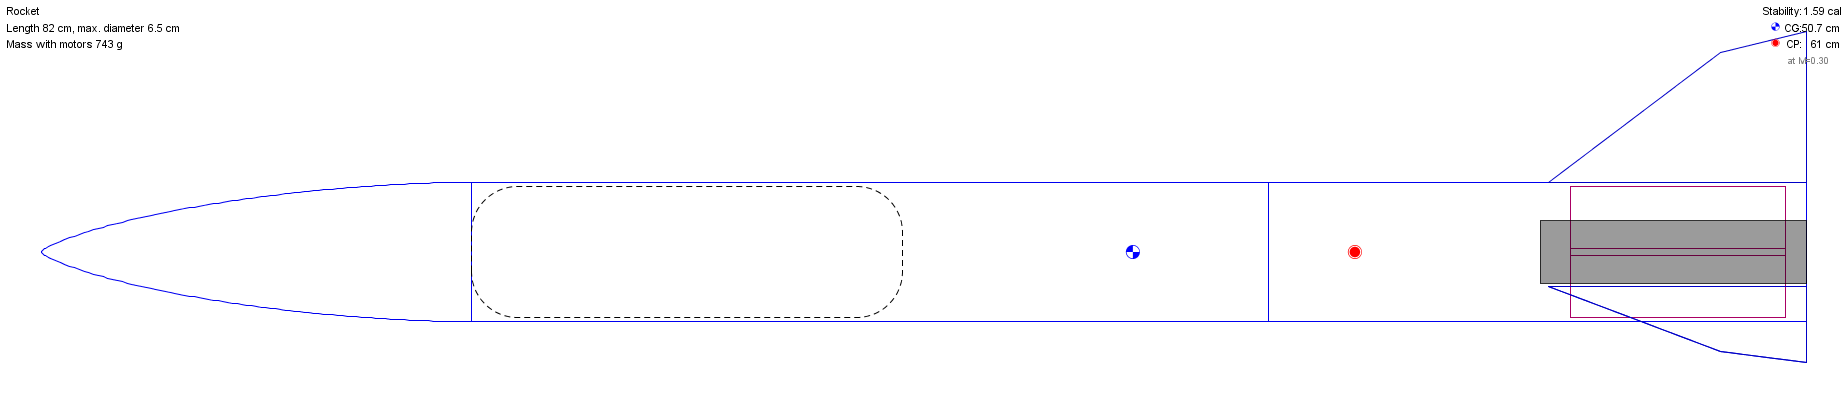 Rocket
Length 82 cm, max. diameter 6.5 cm
Mass with motors 743 g
Stability: 1.59 cal
CG: 50.7 cm
CP: 61 cm
at M=0.30